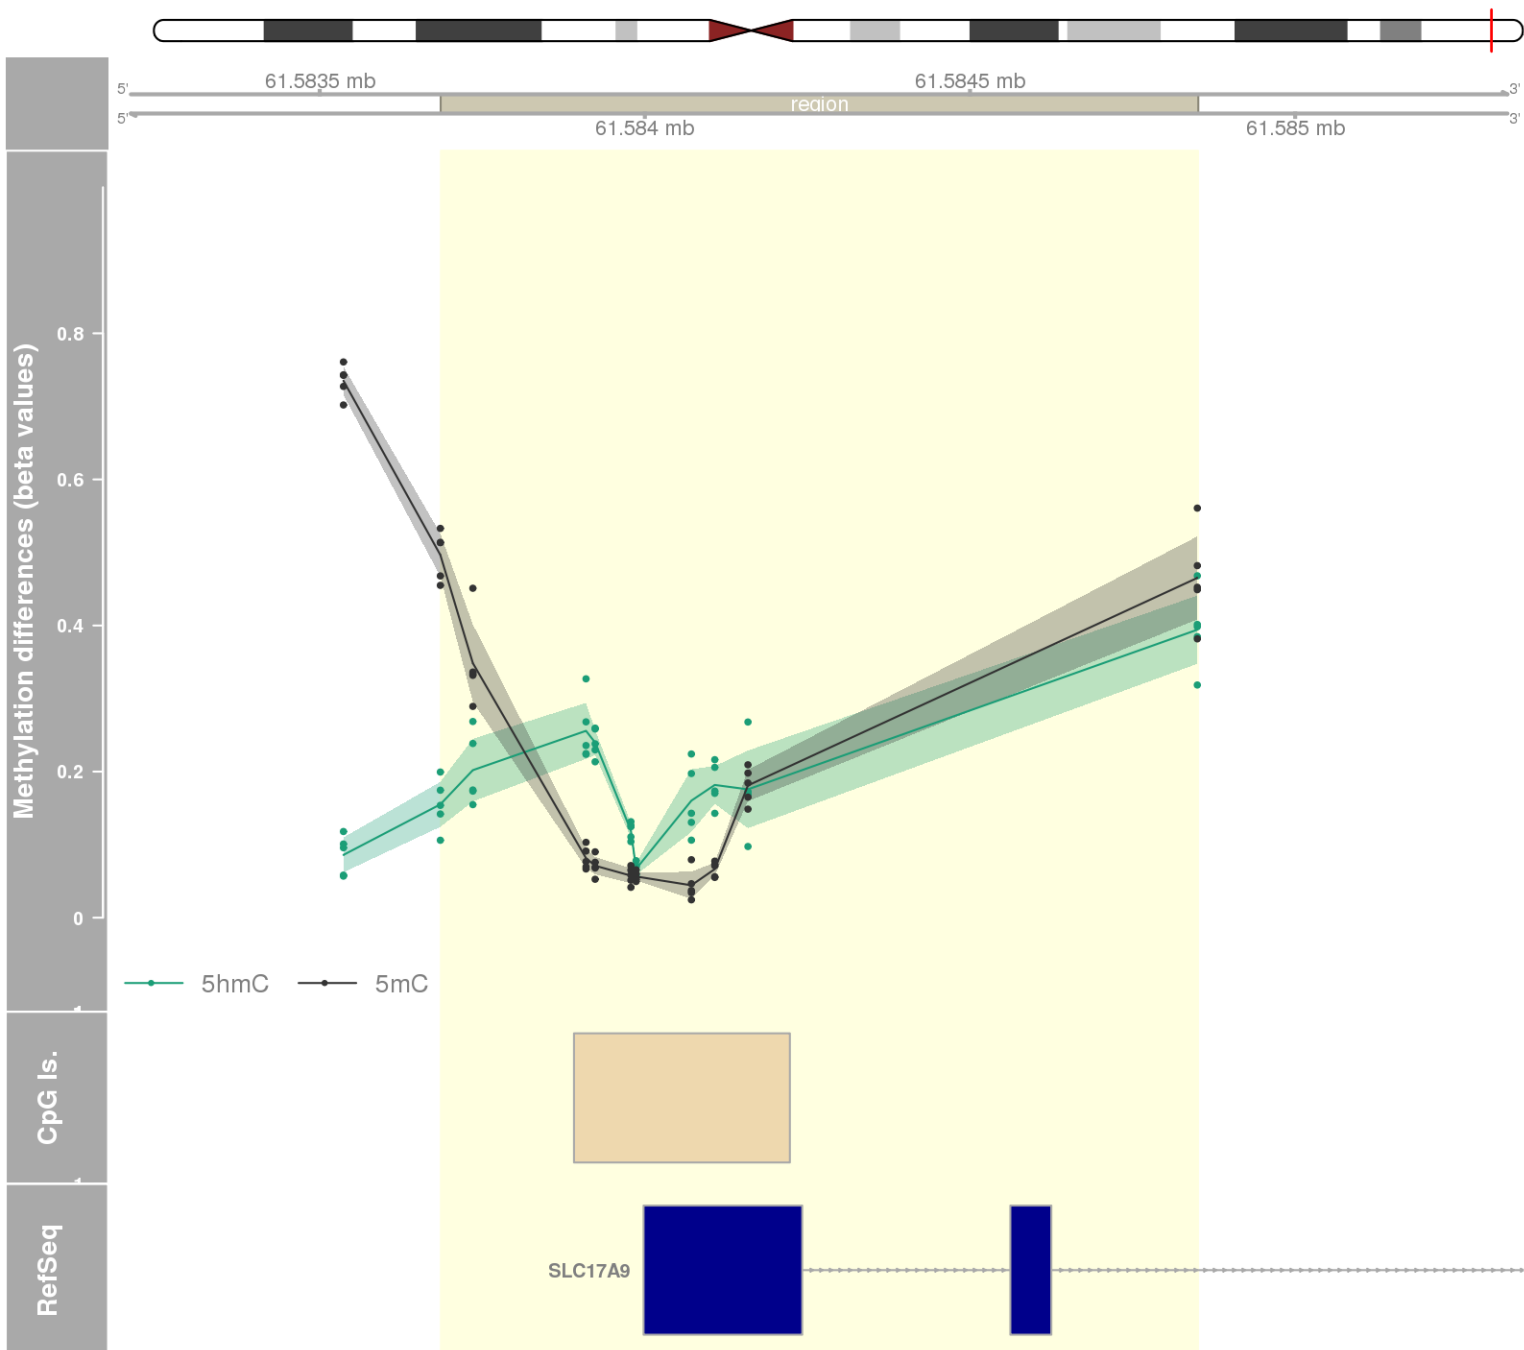 61.5835 mb
61.5845 mb
5'
3'
region
5'
3'
61.584 mb
61.585 mb
Methylation differences (beta values)
0.8
0.6
0.4
0.2
0
5hmC
5mC
CpG Is.
RefSeq
SLC17A9